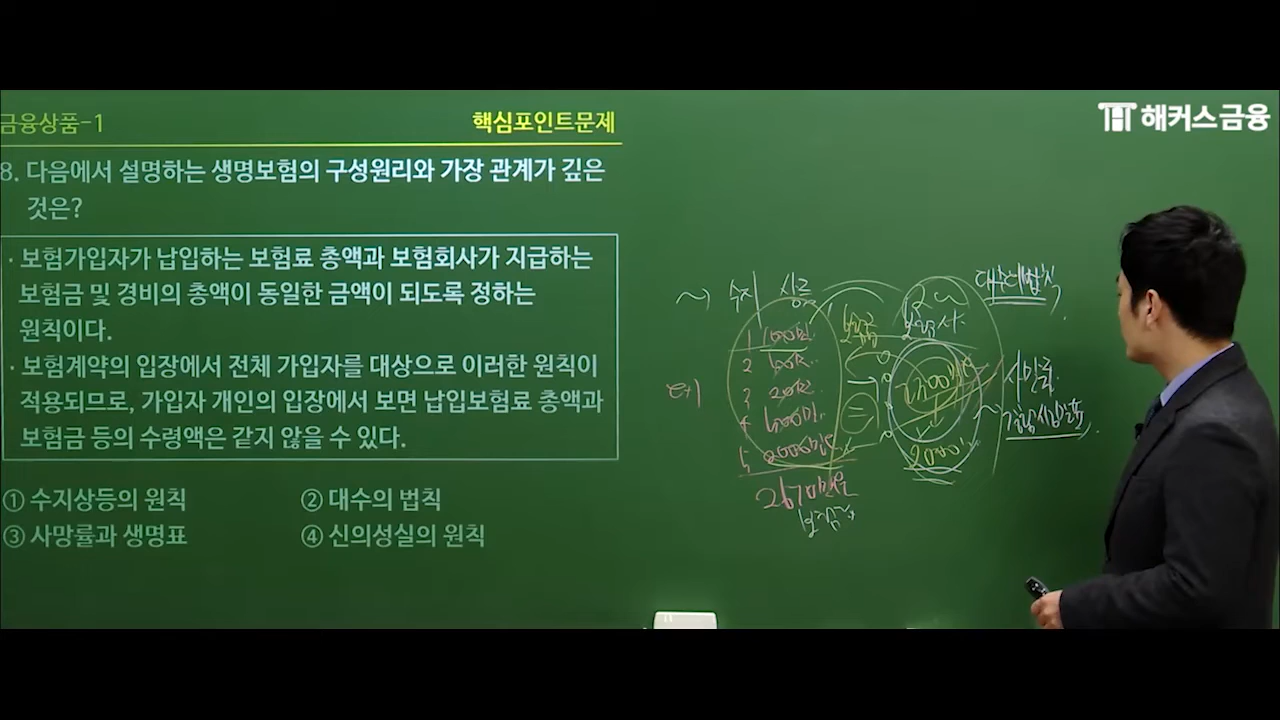 금융상품-1
핵심포인트문제
해커스금융
8. 다음에서 설명하는 생명보험의 구성원리와 가장 관계가 깊은
것은?
· 보험가입자가 납입하는 보험료 총액과 보험회사가 지급하는
보험금 및 경비의 총액이 동일한 금액이 되도록 정하는
원칙이다.
· 보험계약의 입장에서 전체 가입자를 대상으로 이러한 원칙이
적용되므로, 가입자 개인의 입장에서 보면 납입보험료 총액과
보험금 등의 수령액은 같지 않을 수 있다.
① 수지상등의 원칙
② 대수의 법칙
③ 사망률과 생명표
④ 신의성실의 원칙
수지
상등
대수의법칙
사망률